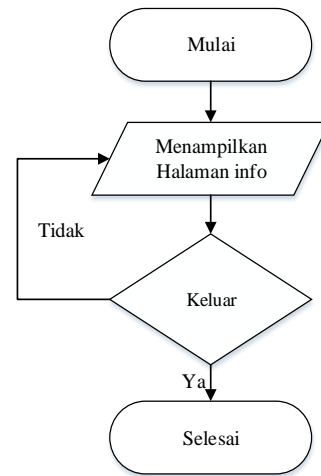 Mulai
Menampilkan
Halaman info
Tidak
Keluar
Ya
Selesai